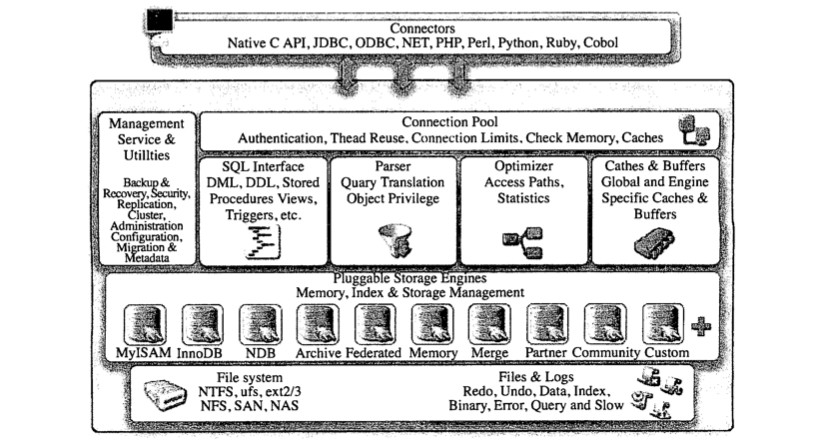 Connectors
Native C API, JDBC, ODBC, NET, PHP, Perl, Python, Ruby, Cobol
Management
Service &
Utillties
Backup &
Recovery, Security,
Replication,
Cluster,
Administration
Configuration,
Migration &
Metadata
Connection Pool
Authentication, Thead Reuse, Connection Limits, Check Memory, Caches
SQL Interface
DML, DDL, Stored
Procedures Views,
Triggers, etc.
Parser
Quary Translation
Object Privilege
Optimizer
Access Paths,
Statistics
Cathes & Buffers
Global and Engine
Specific Caches &
Buffers
Pluggable Storage Engines
Memory, Index & Storage Management
MyISAM InnoDB NDB Archive Federated Memory Merge Partner Community Custom
File system
NTFS, ufs, ext2/3
NFS, SAN, NAS
Files & Logs
Redo, Undo, Data, Index,
Binary, Error, Query and Slow